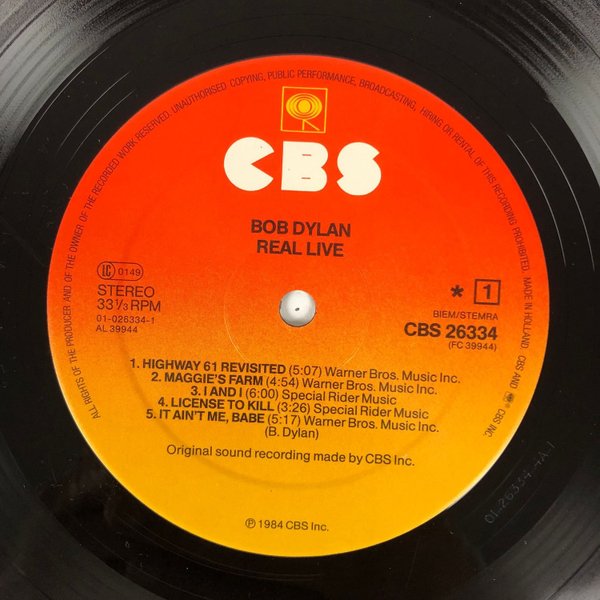 ALL RIGHTS OF THE PRODUCER AND OF THE OWNER OF THE RECORDED WORK RESERVED. UNAUTHORISED COPYING, PUBLIC PERFORMANCE, BROADCASTING, HIRING OR RENTAL OF THIS RECORDING PROHIBITED. MADE IN HOLLAND. CBS AND CBS INC.
CBS
BOB DYLAN
REAL LIVE
IC 0149
STEREO
33⅓ RPM
01-026334-1
AL 39944
* 1
BIEM/STEMRA
CBS 26334
(FC 39944)
1. HIGHWAY 61 REVISITED (5:07) Warner Bros. Music Inc.
2. MAGGIE'S FARM (4:54) Warner Bros. Music Inc.
3. I AND I (6:00) Special Rider Music
4. LICENSE TO KILL (3:26) Special Rider Music
5. IT AIN'T ME, BABE (5:17) Warner Bros. Music Inc.
(B. Dylan)
Original sound recording made by CBS Inc.
℗ 1984 CBS Inc.